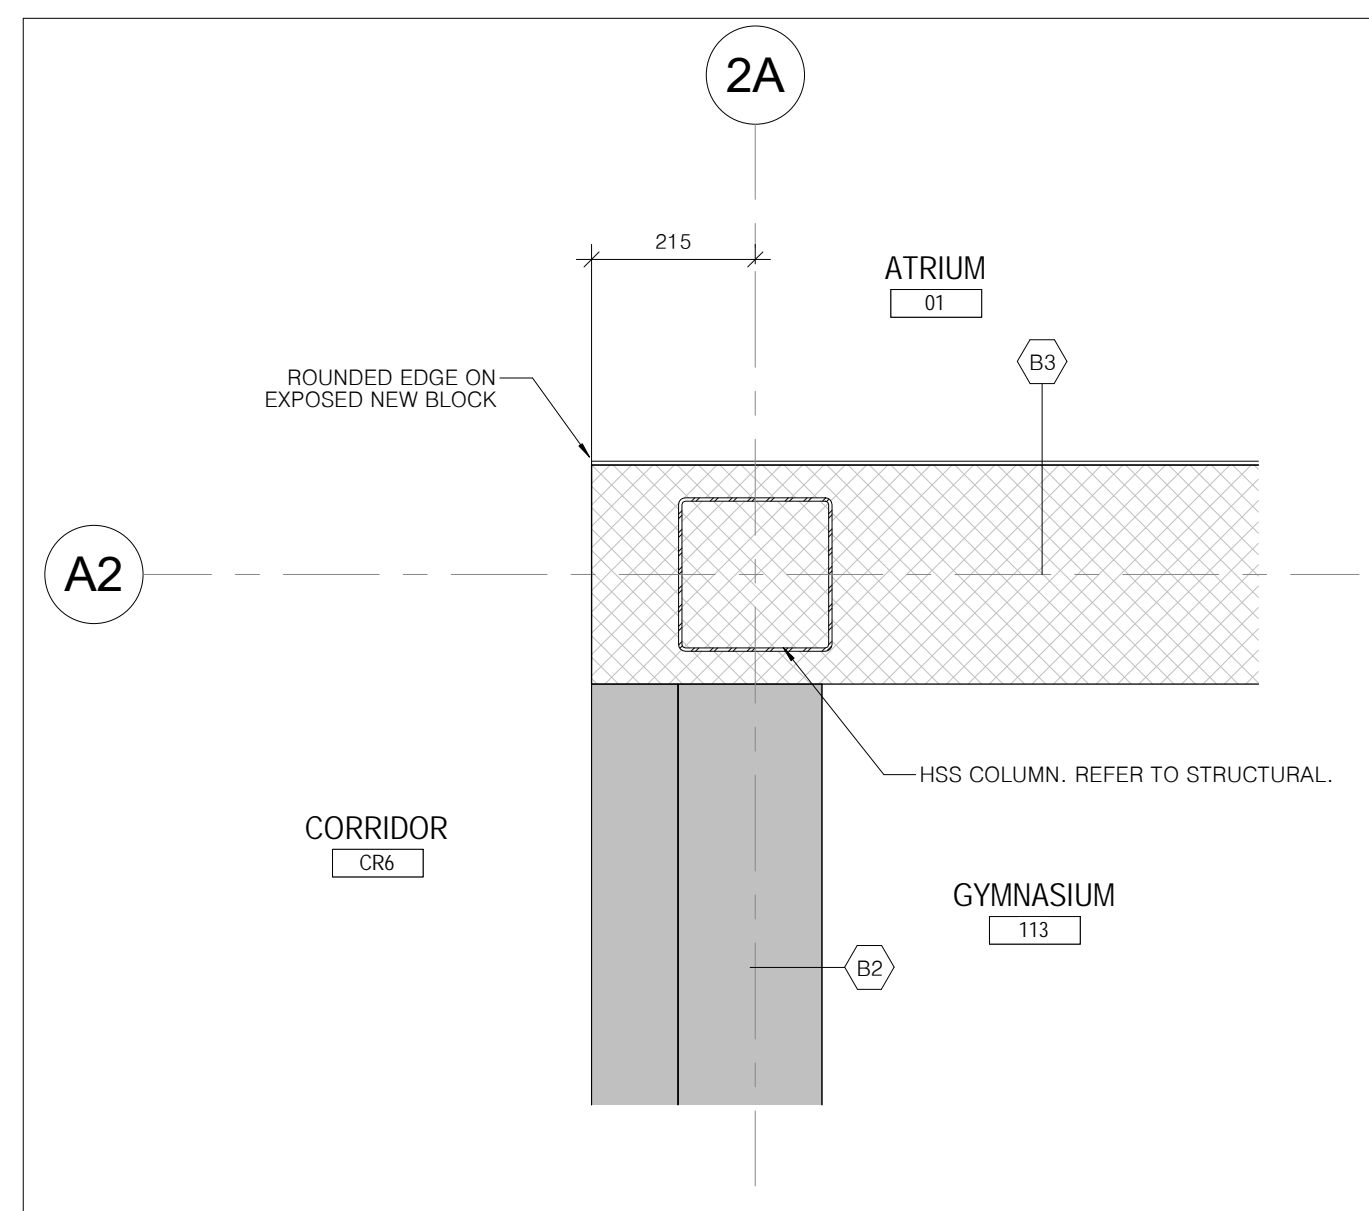 2A
215
ATRIUM
01
B3
ROUNDED EDGE ON
EXPOSED NEW BLOCK
A2
HSS COLUMN. REFER TO STRUCTURAL.
CORRIDOR
CR6
GYMNASIUM
113
B2